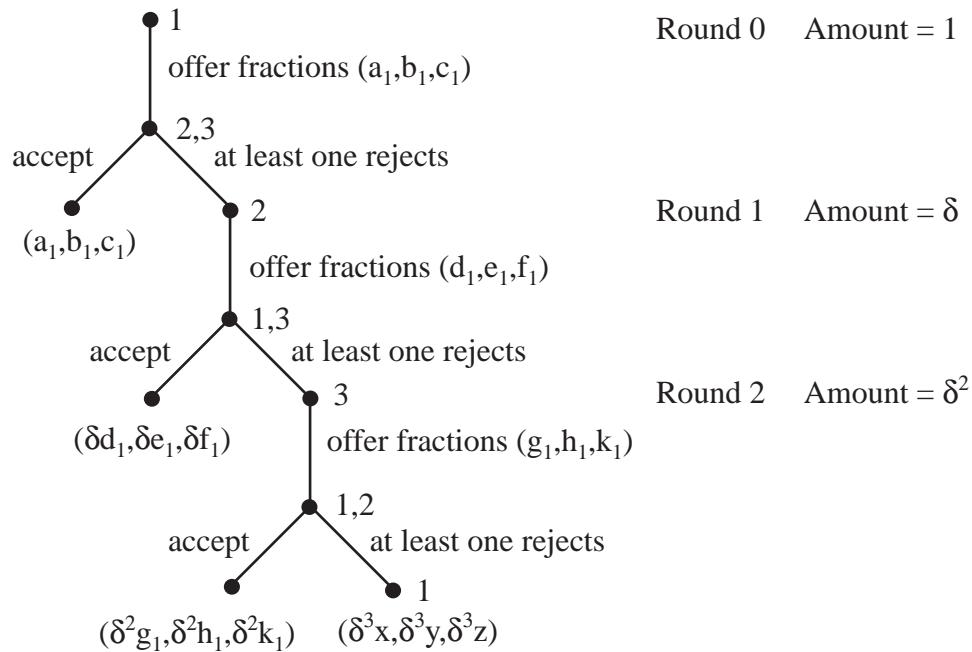 1 Round 0 Amount = 1
offer fractions (a₁,b₁,c₁)
2,3
accept at least one rejects
2 Round 1 Amount = δ
(a₁,b₁,c₁)
offer fractions (d₁,e₁,f₁)
1,3
accept at least one rejects
3 Round 2 Amount = δ²
(δd₁,δe₁,δf₁)
offer fractions (g₁,h₁,k₁)
1,2
accept at least one rejects
1
(δ²g₁,δ²h₁,δ²k₁) (δ³x,δ³y,δ³z)